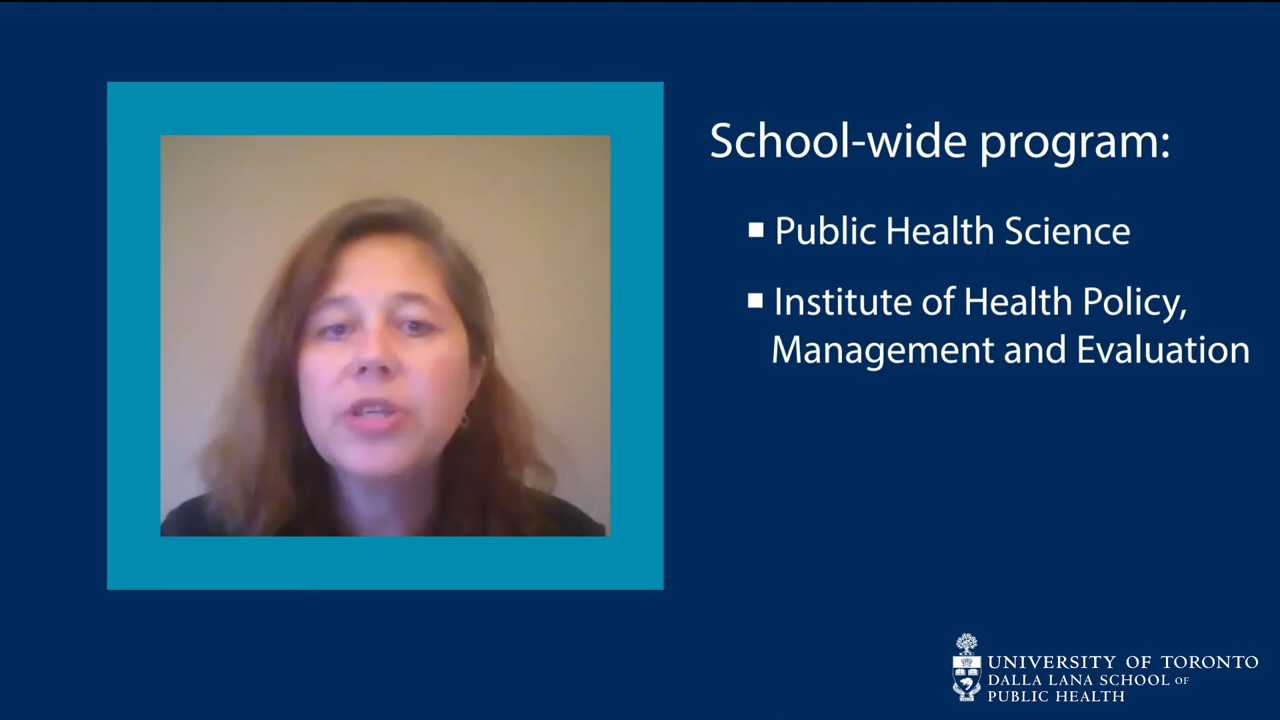 School-wide program:
Public Health Science
Institute of Health Policy,
Management and Evaluation
UNIVERSITY OF TORONTO
DALLA LANA SCHOOL OF
PUBLIC HEALTH